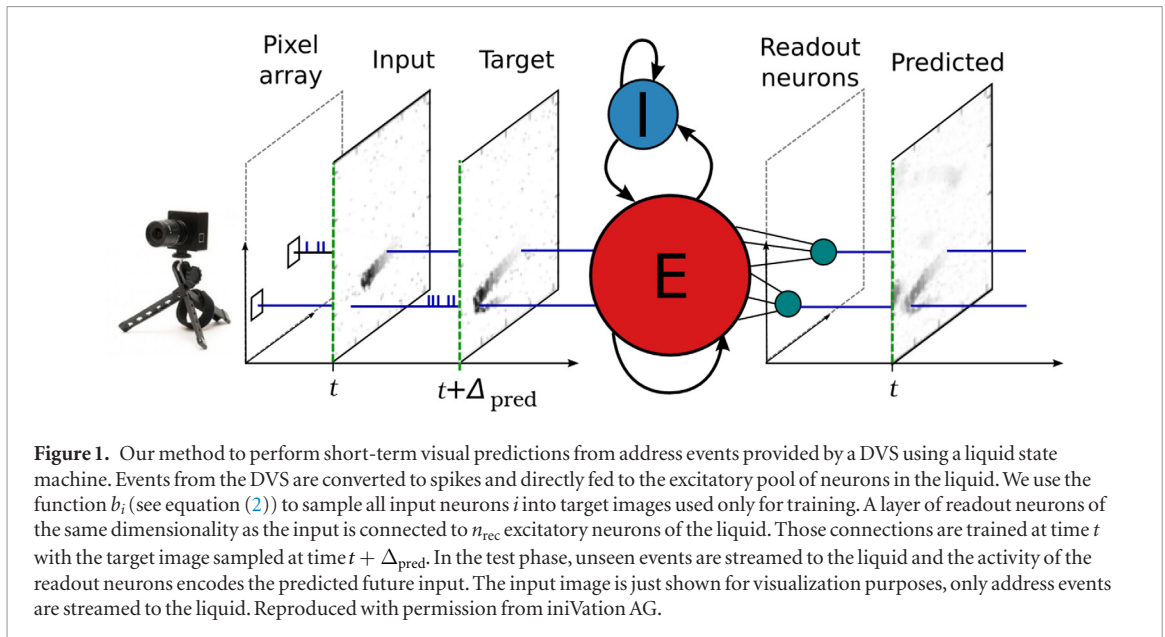 Pixel
array
Input
Target
I
Readout
neurons
Predicted
E
t
t+Δ pred
t
Figure 1. Our method to perform short-term visual predictions from address events provided by a DVS using a liquid state
machine. Events from the DVS are converted to spikes and directly fed to the excitatory pool of neurons in the liquid. We use the
function bᵢ (see equation (2)) to sample all input neurons i into target images used only for training. A layer of readout neurons of
the same dimensionality as the input is connected to n_rec excitatory neurons of the liquid. Those connections are trained at time t
with the target image sampled at time t + Δ_pred. In the test phase, unseen events are streamed to the liquid and the activity of the
readout neurons encodes the predicted future input. The input image is just shown for visualization purposes, only address events
are streamed to the liquid. Reproduced with permission from iniVation AG.